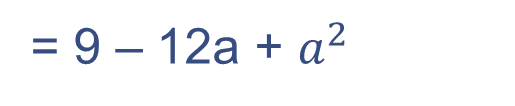 = 9 – 12a + 𝑎²